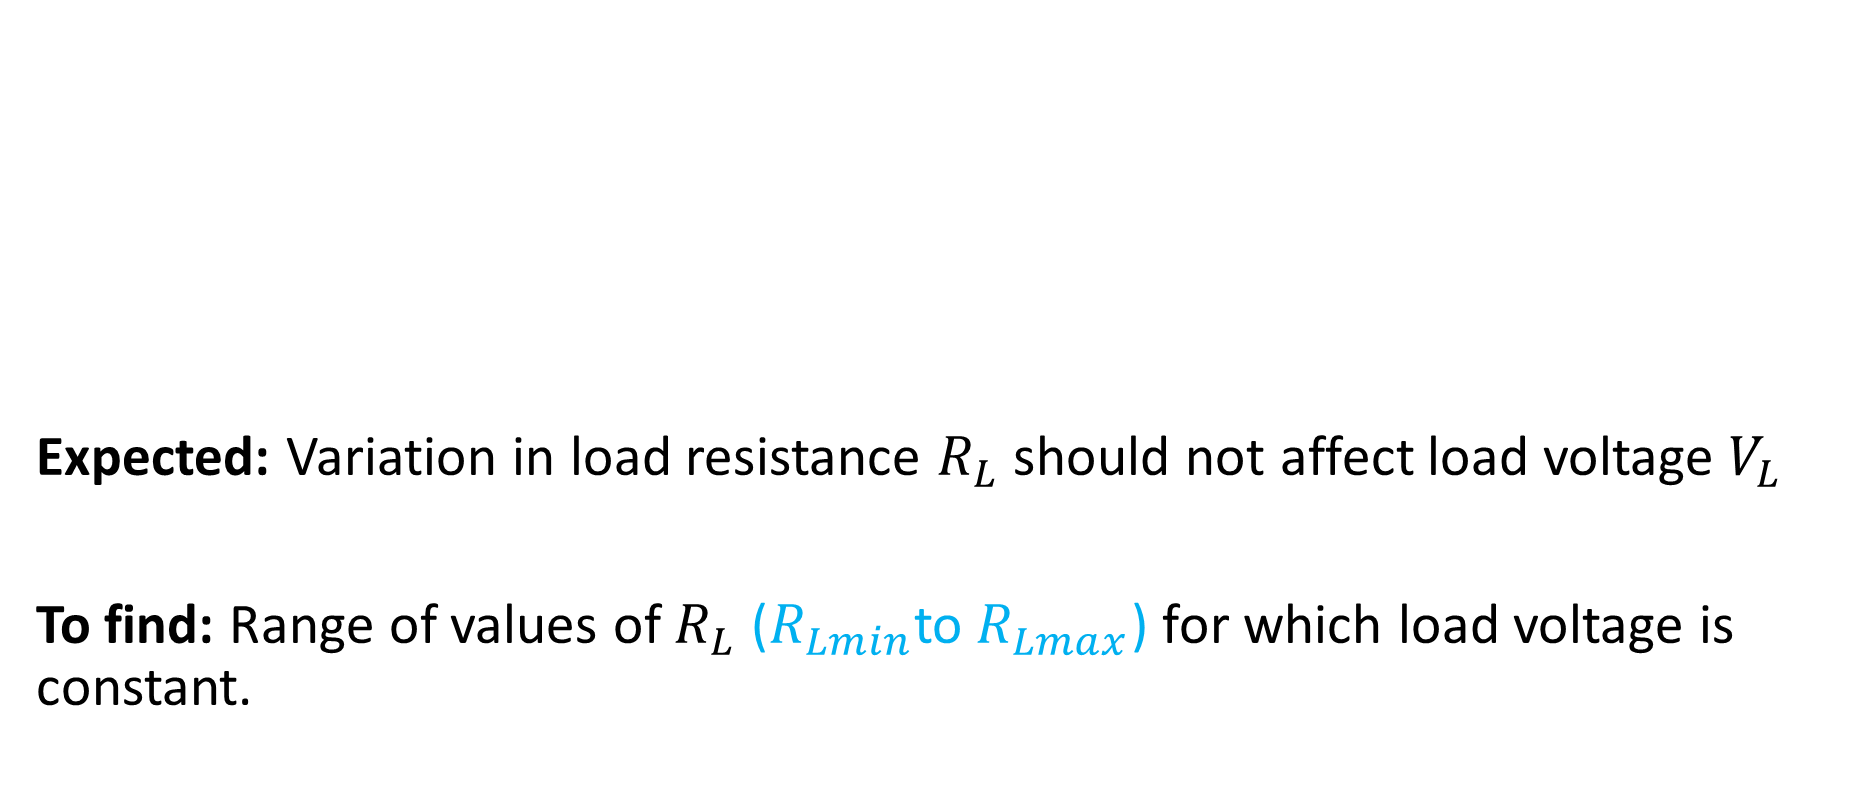 Expected: Variation in load resistance R_L should not affect load voltage V_L
To find: Range of values of R_L (R_Lmin to R_Lmax) for which load voltage is
constant.